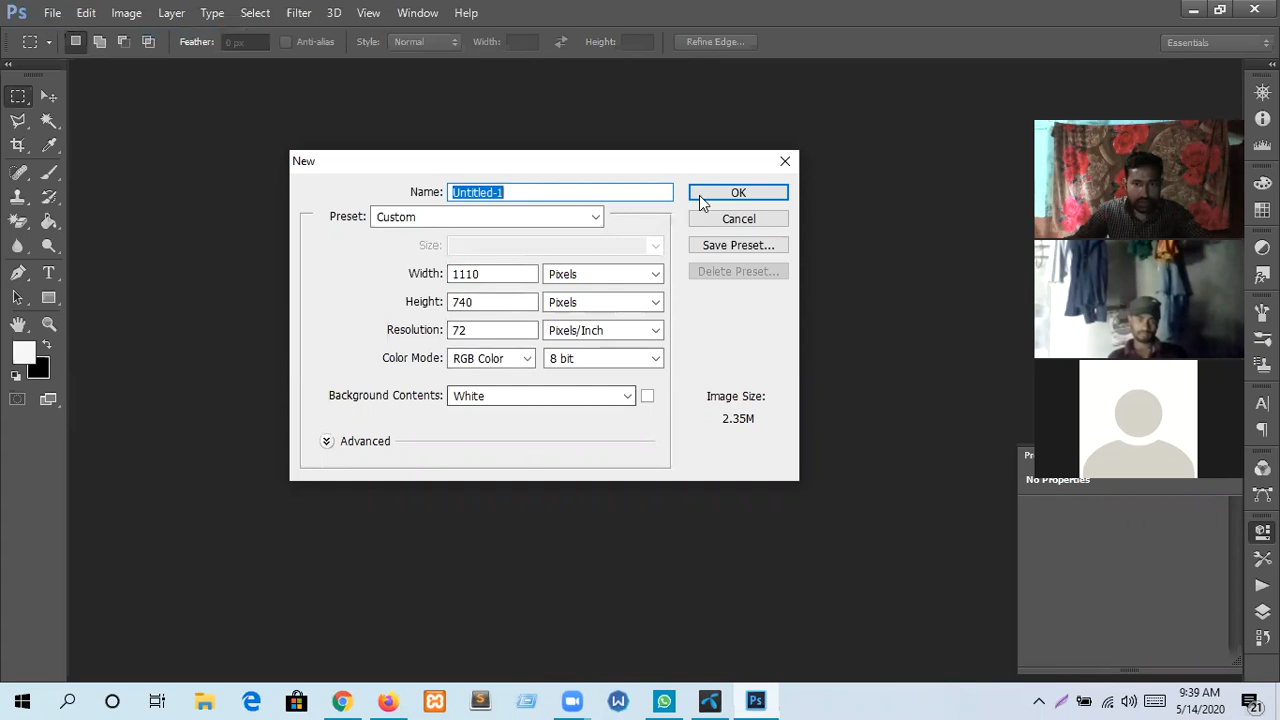 Ps File Edit Image Layer Type Select Filter 3D View Window Help
Feather: 0 px Anti-alias Style: Normal Width: Height: Refine Edge... Essentials
New
Name: Untitled-1 OK
Preset: Custom Cancel
Size: Save Preset...
Width: 1110 Pixels Delete Preset...
Height: 740 Pixels
Resolution: 72 Pixels/Inch
Color Mode: RGB Color 8 bit
Background Contents: White Image Size:
2.35M
Advanced
No Properties
9:39 AM
5/14/2020
21